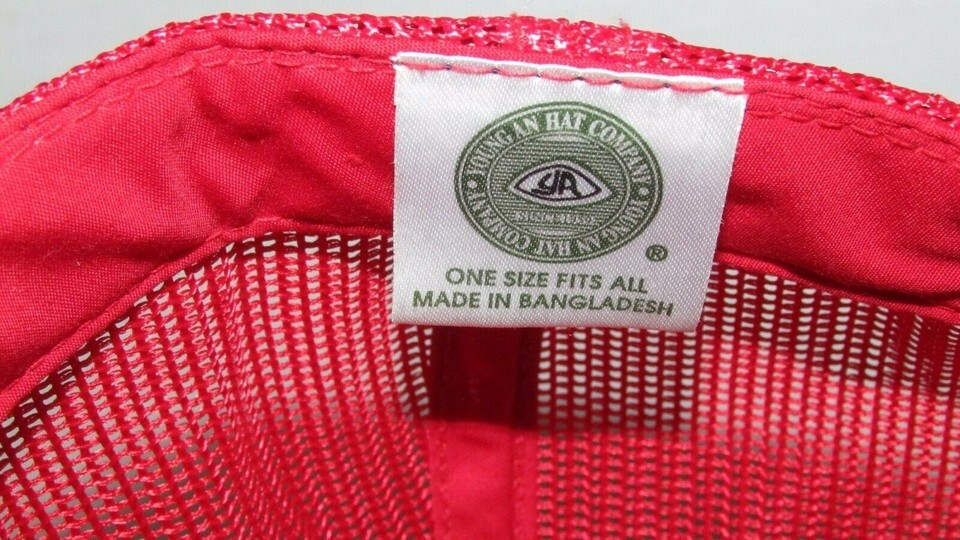 YOUNG AN HAT COMPANY
YOUNG AN HAT COMPANY
YA
®
ONE SIZE FITS ALL
MADE IN BANGLADESH